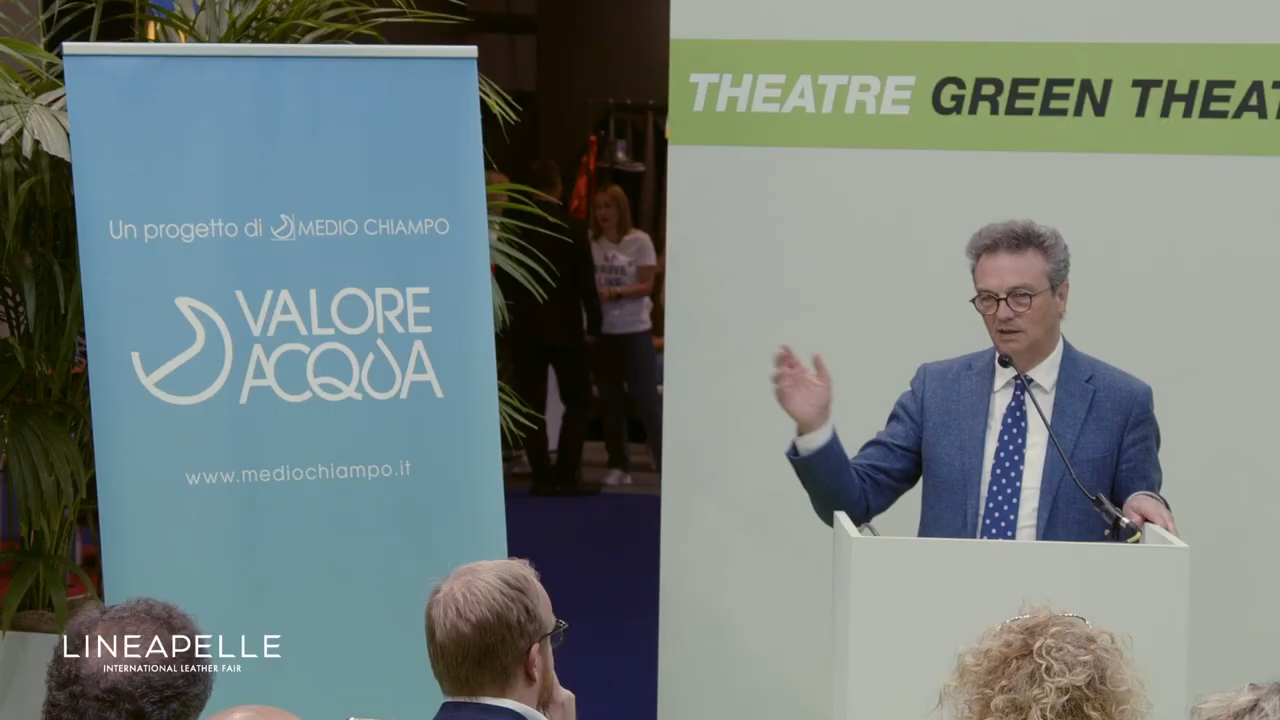 THEATRE GREEN THEAT
Un progetto di MEDIO CHIAMPO
VALORE
ACQUA
www.mediochiampo.it
LINEAPELLE
INTERNATIONAL LEATHER FAIR